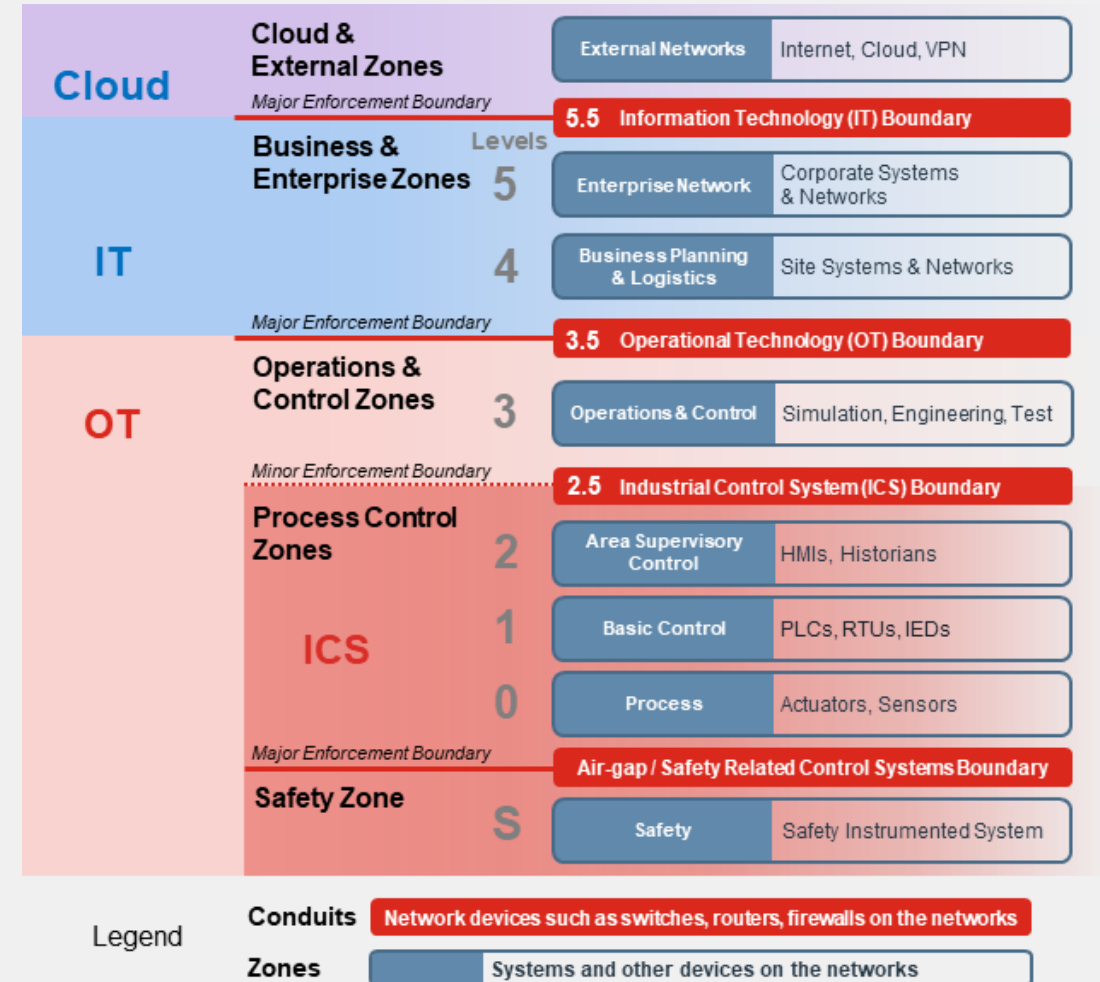 Cloud
Cloud &
External Zones
External Networks
Internet, Cloud, VPN
Major Enforcement Boundary
5.5 Information Technology (IT) Boundary
IT
Business &
Enterprise Zones
Levels
5
Enterprise Network
Corporate Systems
& Networks
4
Business Planning
& Logistics
Site Systems & Networks
Major Enforcement Boundary
3.5 Operational Technology (OT) Boundary
OT
Operations &
Control Zones
3
Operations & Control
Simulation, Engineering, Test
Minor Enforcement Boundary
2.5 Industrial Control System (ICS) Boundary
Process Control
Zones
ICS
2
Area Supervisory
Control
HMIs, Historians
1
Basic Control
PLCs, RTUs, IEDs
0
Process
Actuators, Sensors
Major Enforcement Boundary
Air-gap / Safety Related Control Systems Boundary
Safety Zone
S
Safety
Safety Instrumented System
Legend
Conduits
Network devices such as switches, routers, firewalls on the networks
Zones
Systems and other devices on the networks